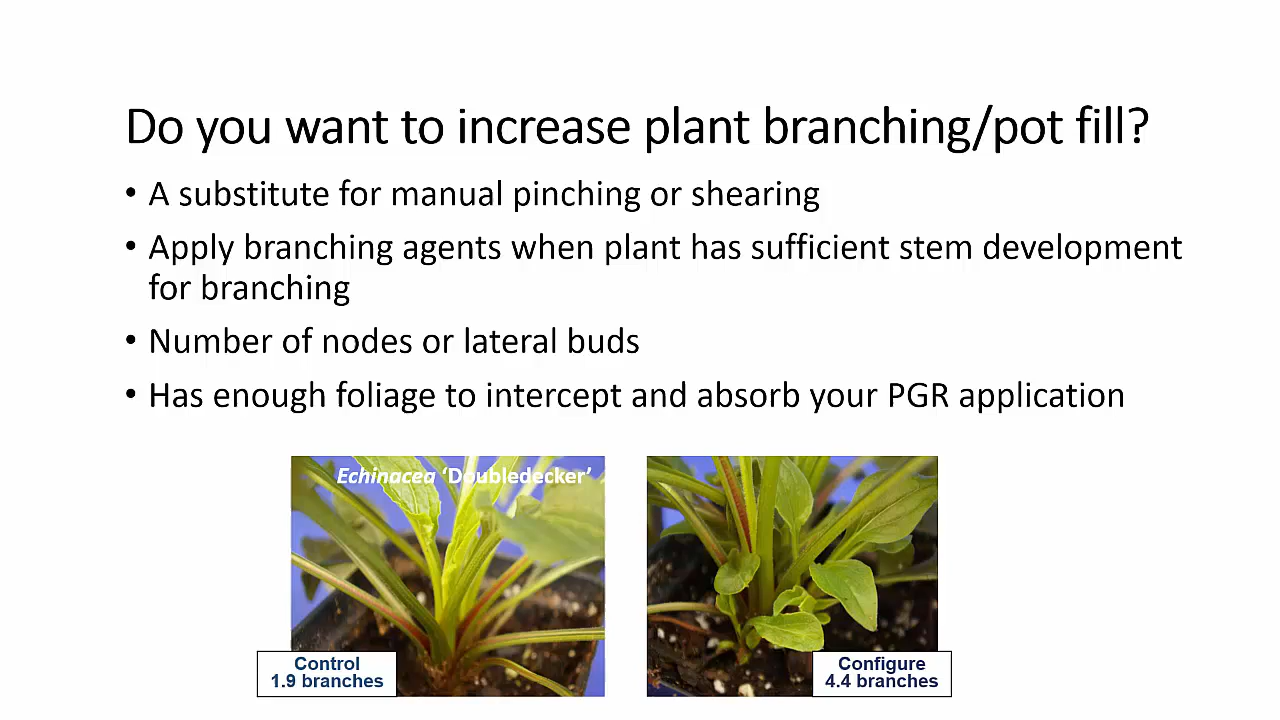 Do you want to increase plant branching/pot fill?
• A substitute for manual pinching or shearing
• Apply branching agents when plant has sufficient stem development
for branching
• Number of nodes or lateral buds
• Has enough foliage to intercept and absorb your PGR application
Echinacea ‘Doubledecker’
Control
1.9 branches
Configure
4.4 branches